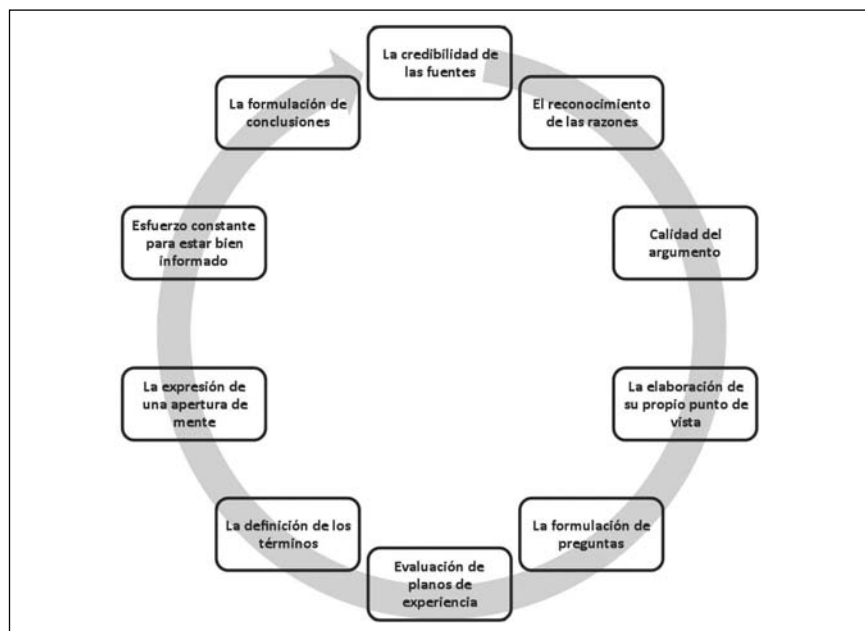 La credibilidad de
las fuentes
El reconocimiento
de las razones
Calidad del
argumento
La elaboración de
su propio punto de
vista
La formulación de
preguntas
Evaluación de
planos de
experiencia
La definición de los
términos
La expresión de
una apertura de
mente
Esfuerzo constante
para estar bien
informado
La formulación de
conclusiones